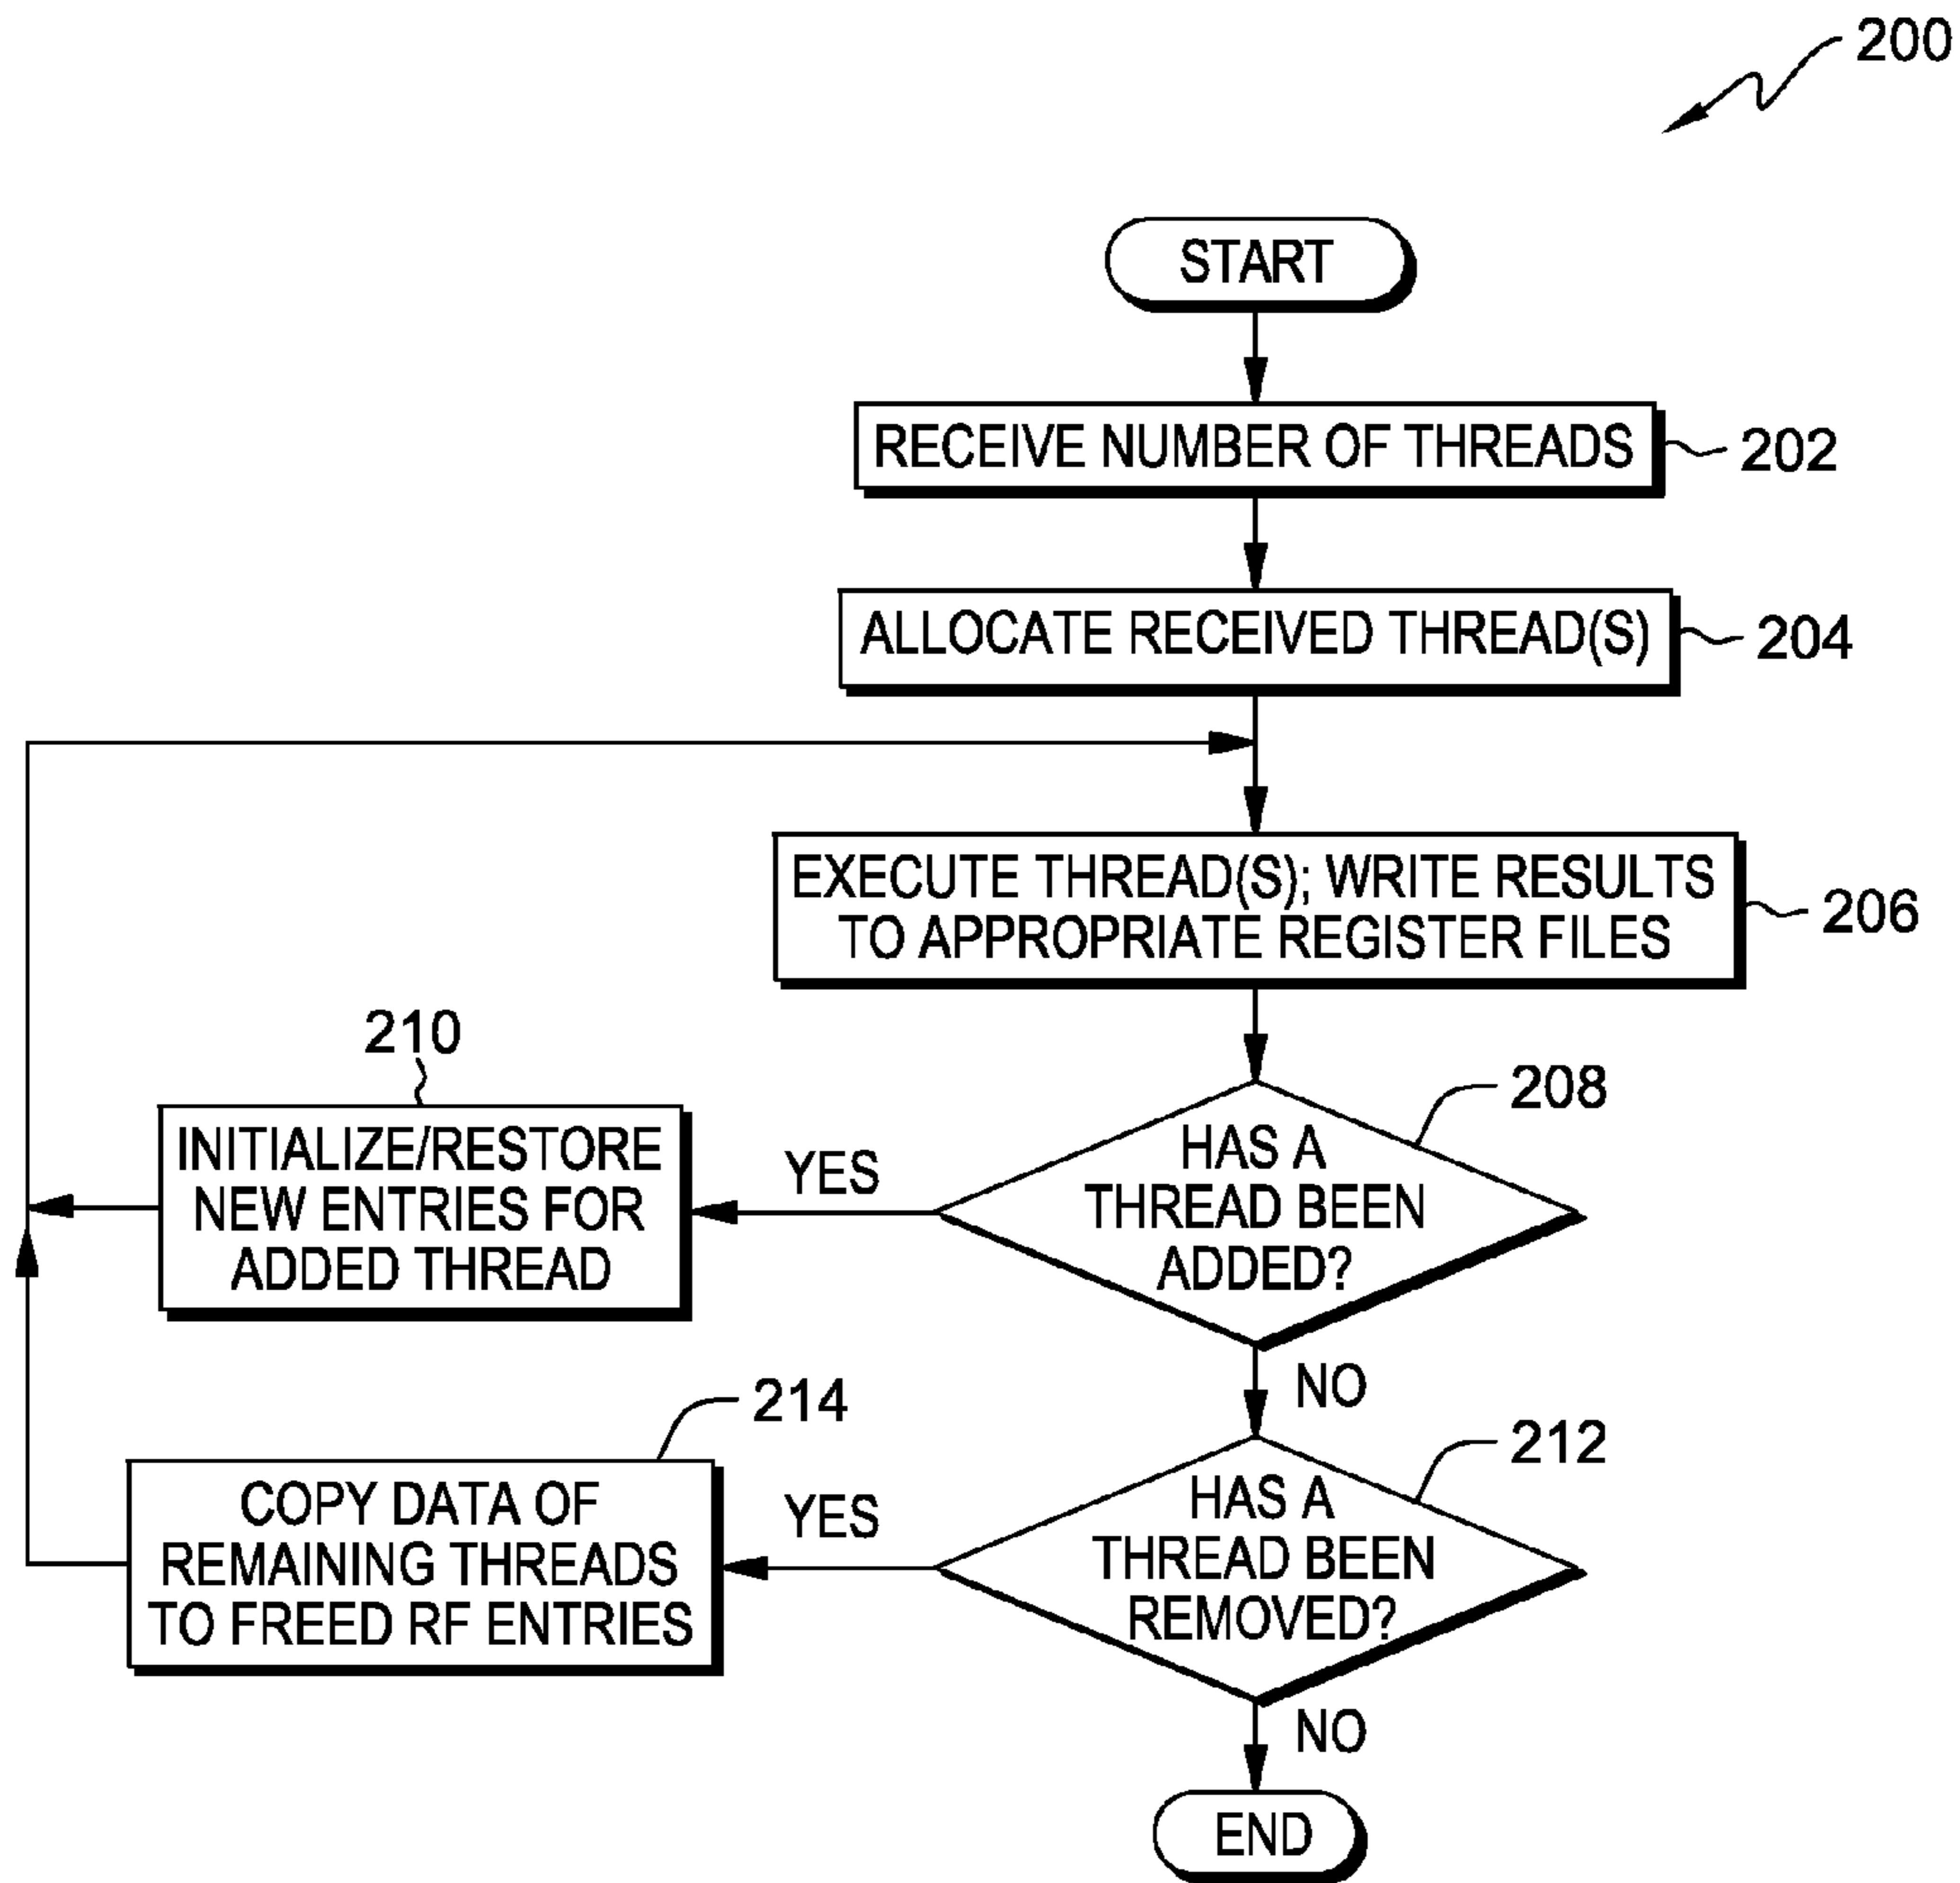 200
START
RECEIVE NUMBER OF THREADS
202
ALLOCATE RECEIVED THREAD(S)
204
EXECUTE THREAD(S); WRITE RESULTS
TO APPROPRIATE REGISTER FILES
206
208
HAS A
THREAD BEEN
ADDED?
YES
210
INITIALIZE/RESTORE
NEW ENTRIES FOR
ADDED THREAD
NO
212
HAS A
THREAD BEEN
REMOVED?
YES
214
COPY DATA OF
REMAINING THREADS
TO FREED RF ENTRIES
NO
END